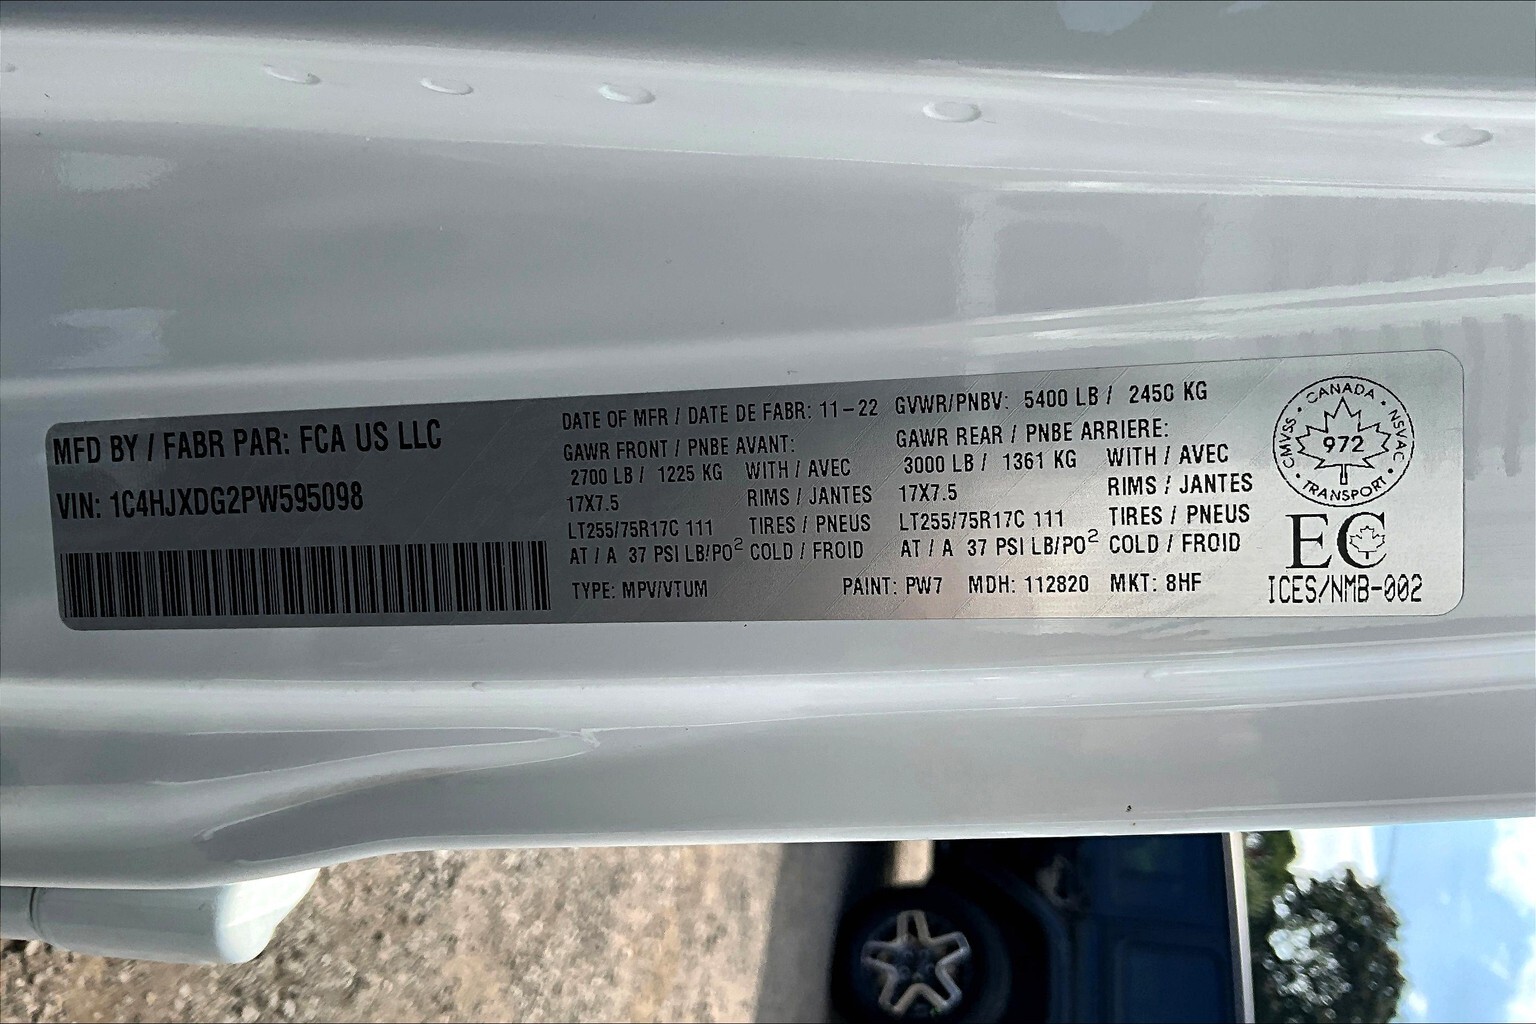 MFD BY / FABR PAR: FCA US LLC
VIN: 1C4HJXDG2PW595098
DATE OF MFR / DATE DE FABR: 11-22
GAWR FRONT / PNBE AVANT:
2700 LB / 1225 KG WITH / AVEC
17X7.5 RIMS / JANTES
LT255/75R17C 111 TIRES / PNEUS
AT / A 37 PSI LB/PO² COLD / FROID
TYPE: MPV/VTUM
GVWR/PNBV: 5400 LB / 2450 KG
GAWR REAR / PNBE ARRIERE:
3000 LB / 1361 KG WITH / AVEC
17X7.5 RIMS / JANTES
LT255/75R17C 111 TIRES / PNEUS
AT / A 37 PSI LB/PO² COLD / FROID
PAINT: PW7 MDH: 112820 MKT: 8HF
CANADA • NSVAC • TRANSPORT • CMVSS •
972
EC
ICES/NMB-002